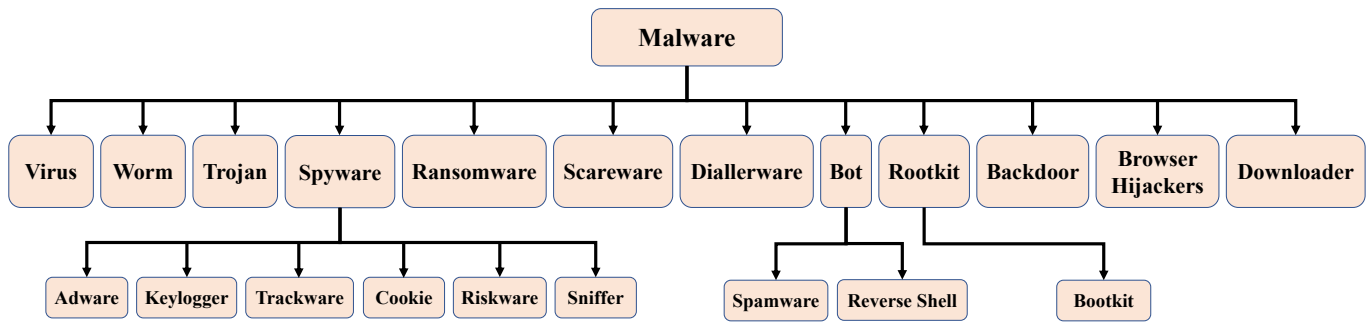 Malware
Virus
Worm
Trojan
Spyware
Ransomware
Scareware
Diallerware
Bot
Rootkit
Backdoor
Browser
Hijackers
Downloader
Adware
Keylogger
Trackware
Cookie
Riskware
Sniffer
Spamware
Reverse Shell
Bootkit